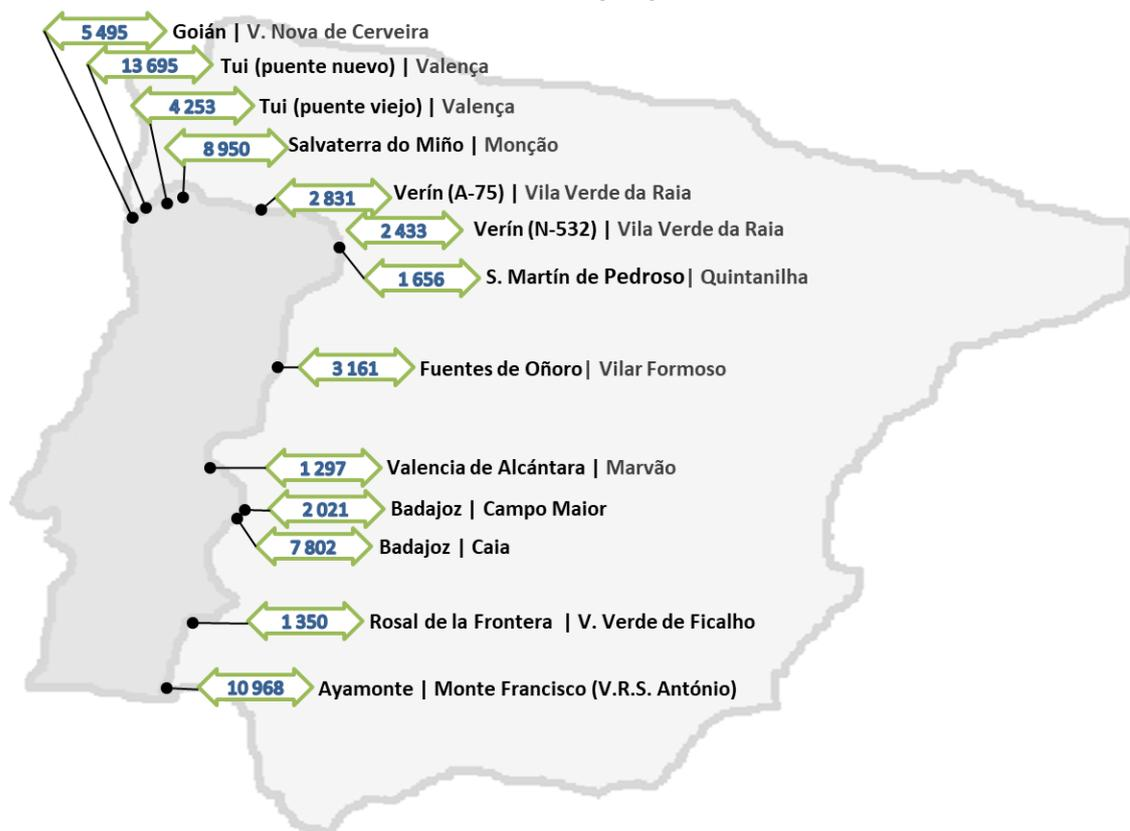 5 495 Goián | V. Nova de Cerveira
13 695 Tui (puente nuevo) | Valença
4 253 Tui (puente viejo) | Valença
8 950 Salvaterra do Miño | Monção
2 831 Verín (A-75) | Vila Verde da Raia
2 433 Verín (N-532) | Vila Verde da Raia
1 656 S. Martín de Pedroso| Quintanilha
3 161 Fuentes de Oñoro| Vilar Formoso
1 297 Valencia de Alcántara | Marvão
2 021 Badajoz | Campo Maior
7 802 Badajoz | Caia
1 350 Rosal de la Frontera | V. Verde de Ficalho
10 968 Ayamonte | Monte Francisco (V.R.S. António)